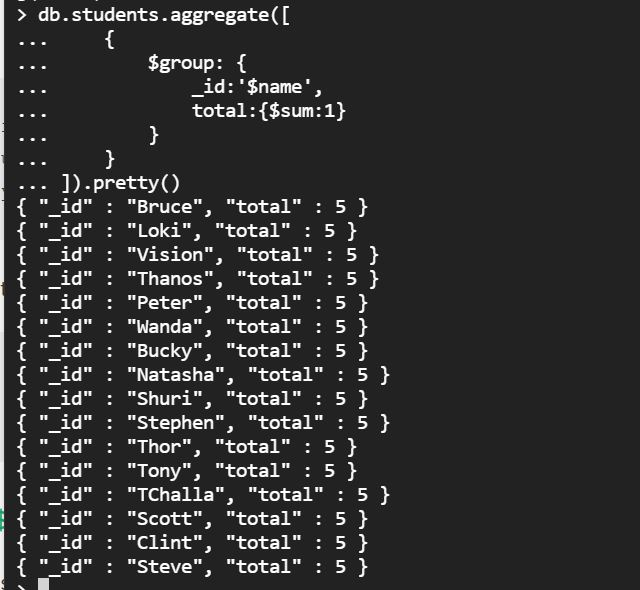 > db.students.aggregate([
...     {
...         $group: {
...             _id:'$name',
...             total:{$sum:1}
...         }
...     }
... ]).pretty()
{ "_id" : "Bruce", "total" : 5 }
{ "_id" : "Loki", "total" : 5 }
{ "_id" : "Vision", "total" : 5 }
{ "_id" : "Thanos", "total" : 5 }
{ "_id" : "Peter", "total" : 5 }
{ "_id" : "Wanda", "total" : 5 }
{ "_id" : "Bucky", "total" : 5 }
{ "_id" : "Natasha", "total" : 5 }
{ "_id" : "Shuri", "total" : 5 }
{ "_id" : "Stephen", "total" : 5 }
{ "_id" : "Thor", "total" : 5 }
{ "_id" : "Tony", "total" : 5 }
{ "_id" : "TChalla", "total" : 5 }
{ "_id" : "Scott", "total" : 5 }
{ "_id" : "Clint", "total" : 5 }
{ "_id" : "Steve", "total" : 5 }
>